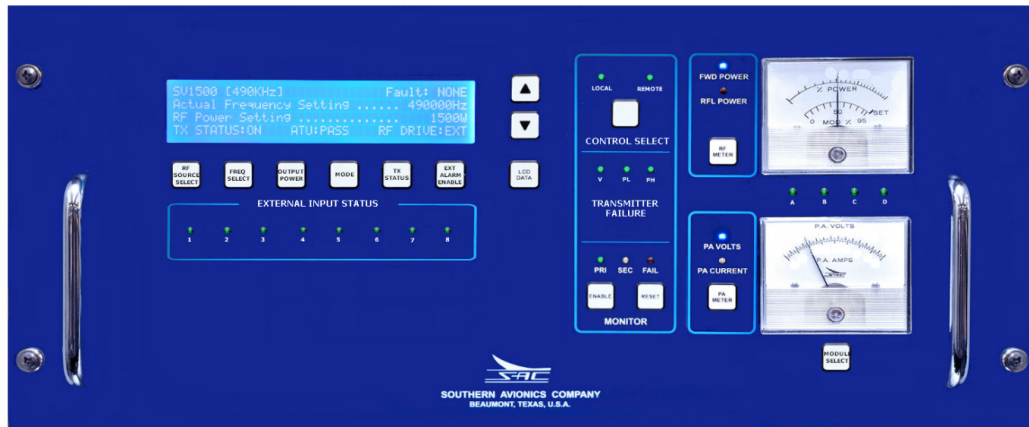 SV1500 [490KHz] Fault: NONE
Actual Frequency Setting ...... 490000Hz
RF Power Setting .............. 1500W
TX STATUS:ON ATU:PASS RF DRIVE:EXT
▲
▼
RF SOURCE SELECT
FREQ SELECT
OUTPUT POWER
MODE
TX STATUS
EXT ALARM ENABLE
LCD DATA
EXTERNAL INPUT STATUS
1 2 3 4 5 6 7 8
LOCAL REMOTE
CONTROL SELECT
V PL PH
TRANSMITTER
FAILURE
PRI SEC FAIL
ENABLE RESET
MONITOR
FWD POWER
RFL POWER
RF METER
% POWER
50 SET
0 MOD % 95
A B C D
PA VOLTS
PA CURRENT
PA METER
P.A. VOLTS
P.A. AMPS
MODULE SELECT
SAC
SOUTHERN AVIONICS COMPANY
BEAUMONT, TEXAS, U.S.A.